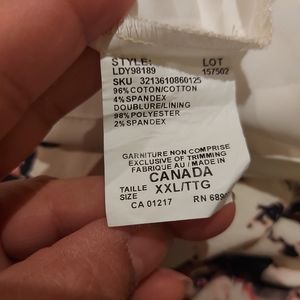 STYLE: LOT
LDY98189 157502
SKU 3213610860125
96% COTON/COTTON
4% SPANDEX
DOUBLURE/LINING
98% POLYESTER
2% SPANDEX
GARNITURE NON COMPRISE
EXCLUSIVE OF TRIMMING
FABRIQUE AU / MADE IN
CANADA
TAILLE XXL/TTG
SIZE
CA 01217 RN